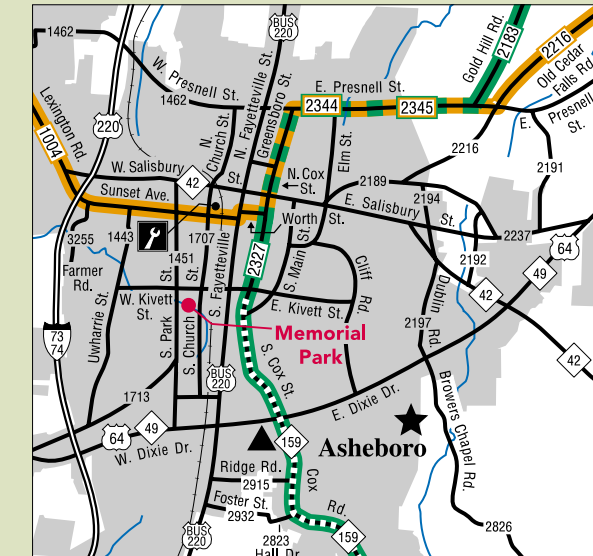 1462
BUS
220
Gold Hill Rd.
2183
2216
Old Cedar
Falls Rd.
W. Presnell St.
1462
E. Presnell St.
2344
2345
E. Presnell
St.
Lexington Rd.
1004
220
N.
Church St.
N. Fayetteville St.
Greensboro St.
Elm St.
2216
2191
W. Salisbury
St.
42
N. Cox
St.
2189
2194
Sunset Ave.
E. Salisbury
St.
Worth
St.
2237
64
3255
1443
1451
1707
2327
S. Main
Cliff
Rd.
2192
49
Farmer
Rd.
St.
St.
S. Fayetteville
42
Dublin
Rd.
W. Kivett
St.
E. Kivett St.
Uwharrie St.
S. Park
S. Church
Memorial
Park
2197
73
74
42
BUS
220
S. Cox St.
1713
E. Dixie Dr.
Browers Chapel Rd.
64
49
W. Dixie Dr.
159
Asheboro
Ridge Rd.
2915
Cox
Rd.
Foster St.
2932
BUS
220
2823
Hall Dr.
159
2826